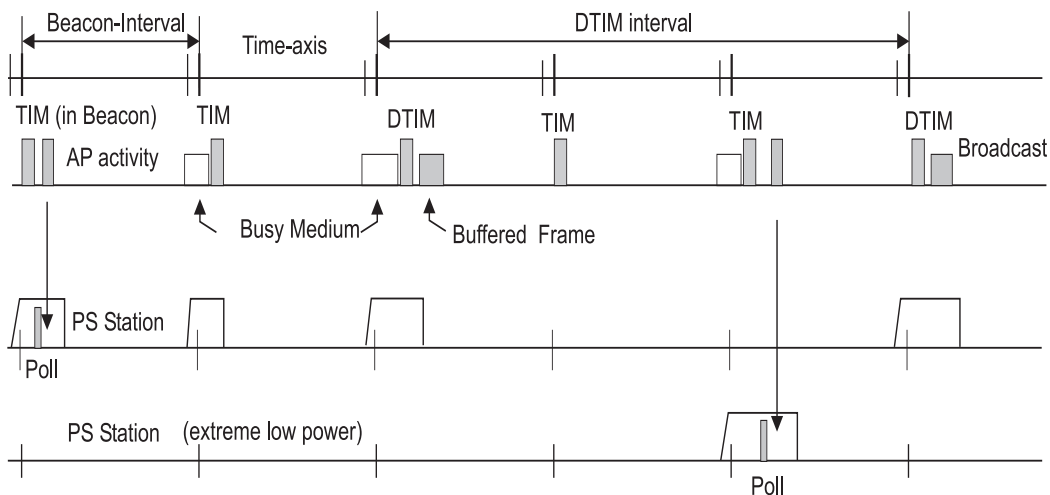 Beacon-Interval
DTIM interval
Time-axis
TIM (in Beacon)
TIM
DTIM
TIM
TIM
DTIM
AP activity
Broadcast
Busy Medium
Buffered Frame
PS Station
Poll
PS Station (extreme low power)
Poll